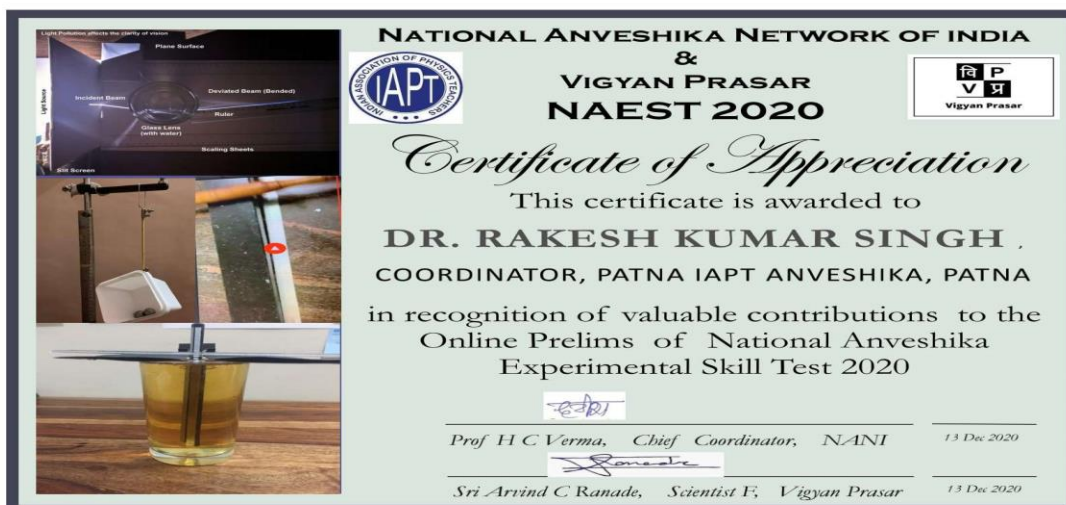 Light Pollution affects the clarity of vision
Plane Surface
Light Source
Incident Beam
Deviated Beam (Bended)
Ruler
Glass Lens
(with water)
Scaling Sheets
Slit Screen
NATIONAL ANVESHIKA NETWORK OF INDIA
&
VIGYAN PRASAR
NAEST 2020
INDIAN ASSOCIATION OF PHYSICS TEACHERS
IAPT
वि P
V प्र
Vigyan Prasar
Certificate of Appreciation
This certificate is awarded to
DR. RAKESH KUMAR SINGH ,
COORDINATOR, PATNA IAPT ANVESHIKA, PATNA
in recognition of valuable contributions to the
Online Prelims of National Anveshika
Experimental Skill Test 2020
Prof H C Verma, Chief Coordinator, NANI
13 Dec 2020
Sri Arvind C Ranade, Scientist F, Vigyan Prasar
13 Dec 2020